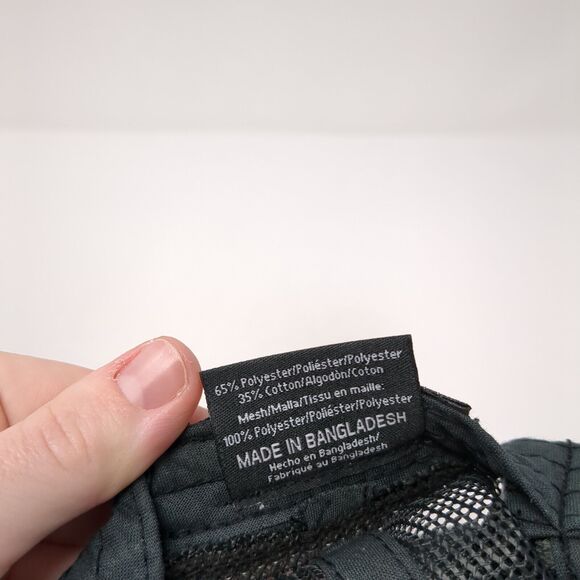 65% Polyester/Poliéster/Polyester
35% Cotton/Algodòn/Coton
Mesh/Malla/Tissu en maille:
100% Polyester/Poliéster/Polyester
MADE IN BANGLADESH
Hecho en Bangladesh/
Fabriqué au Bangladesh